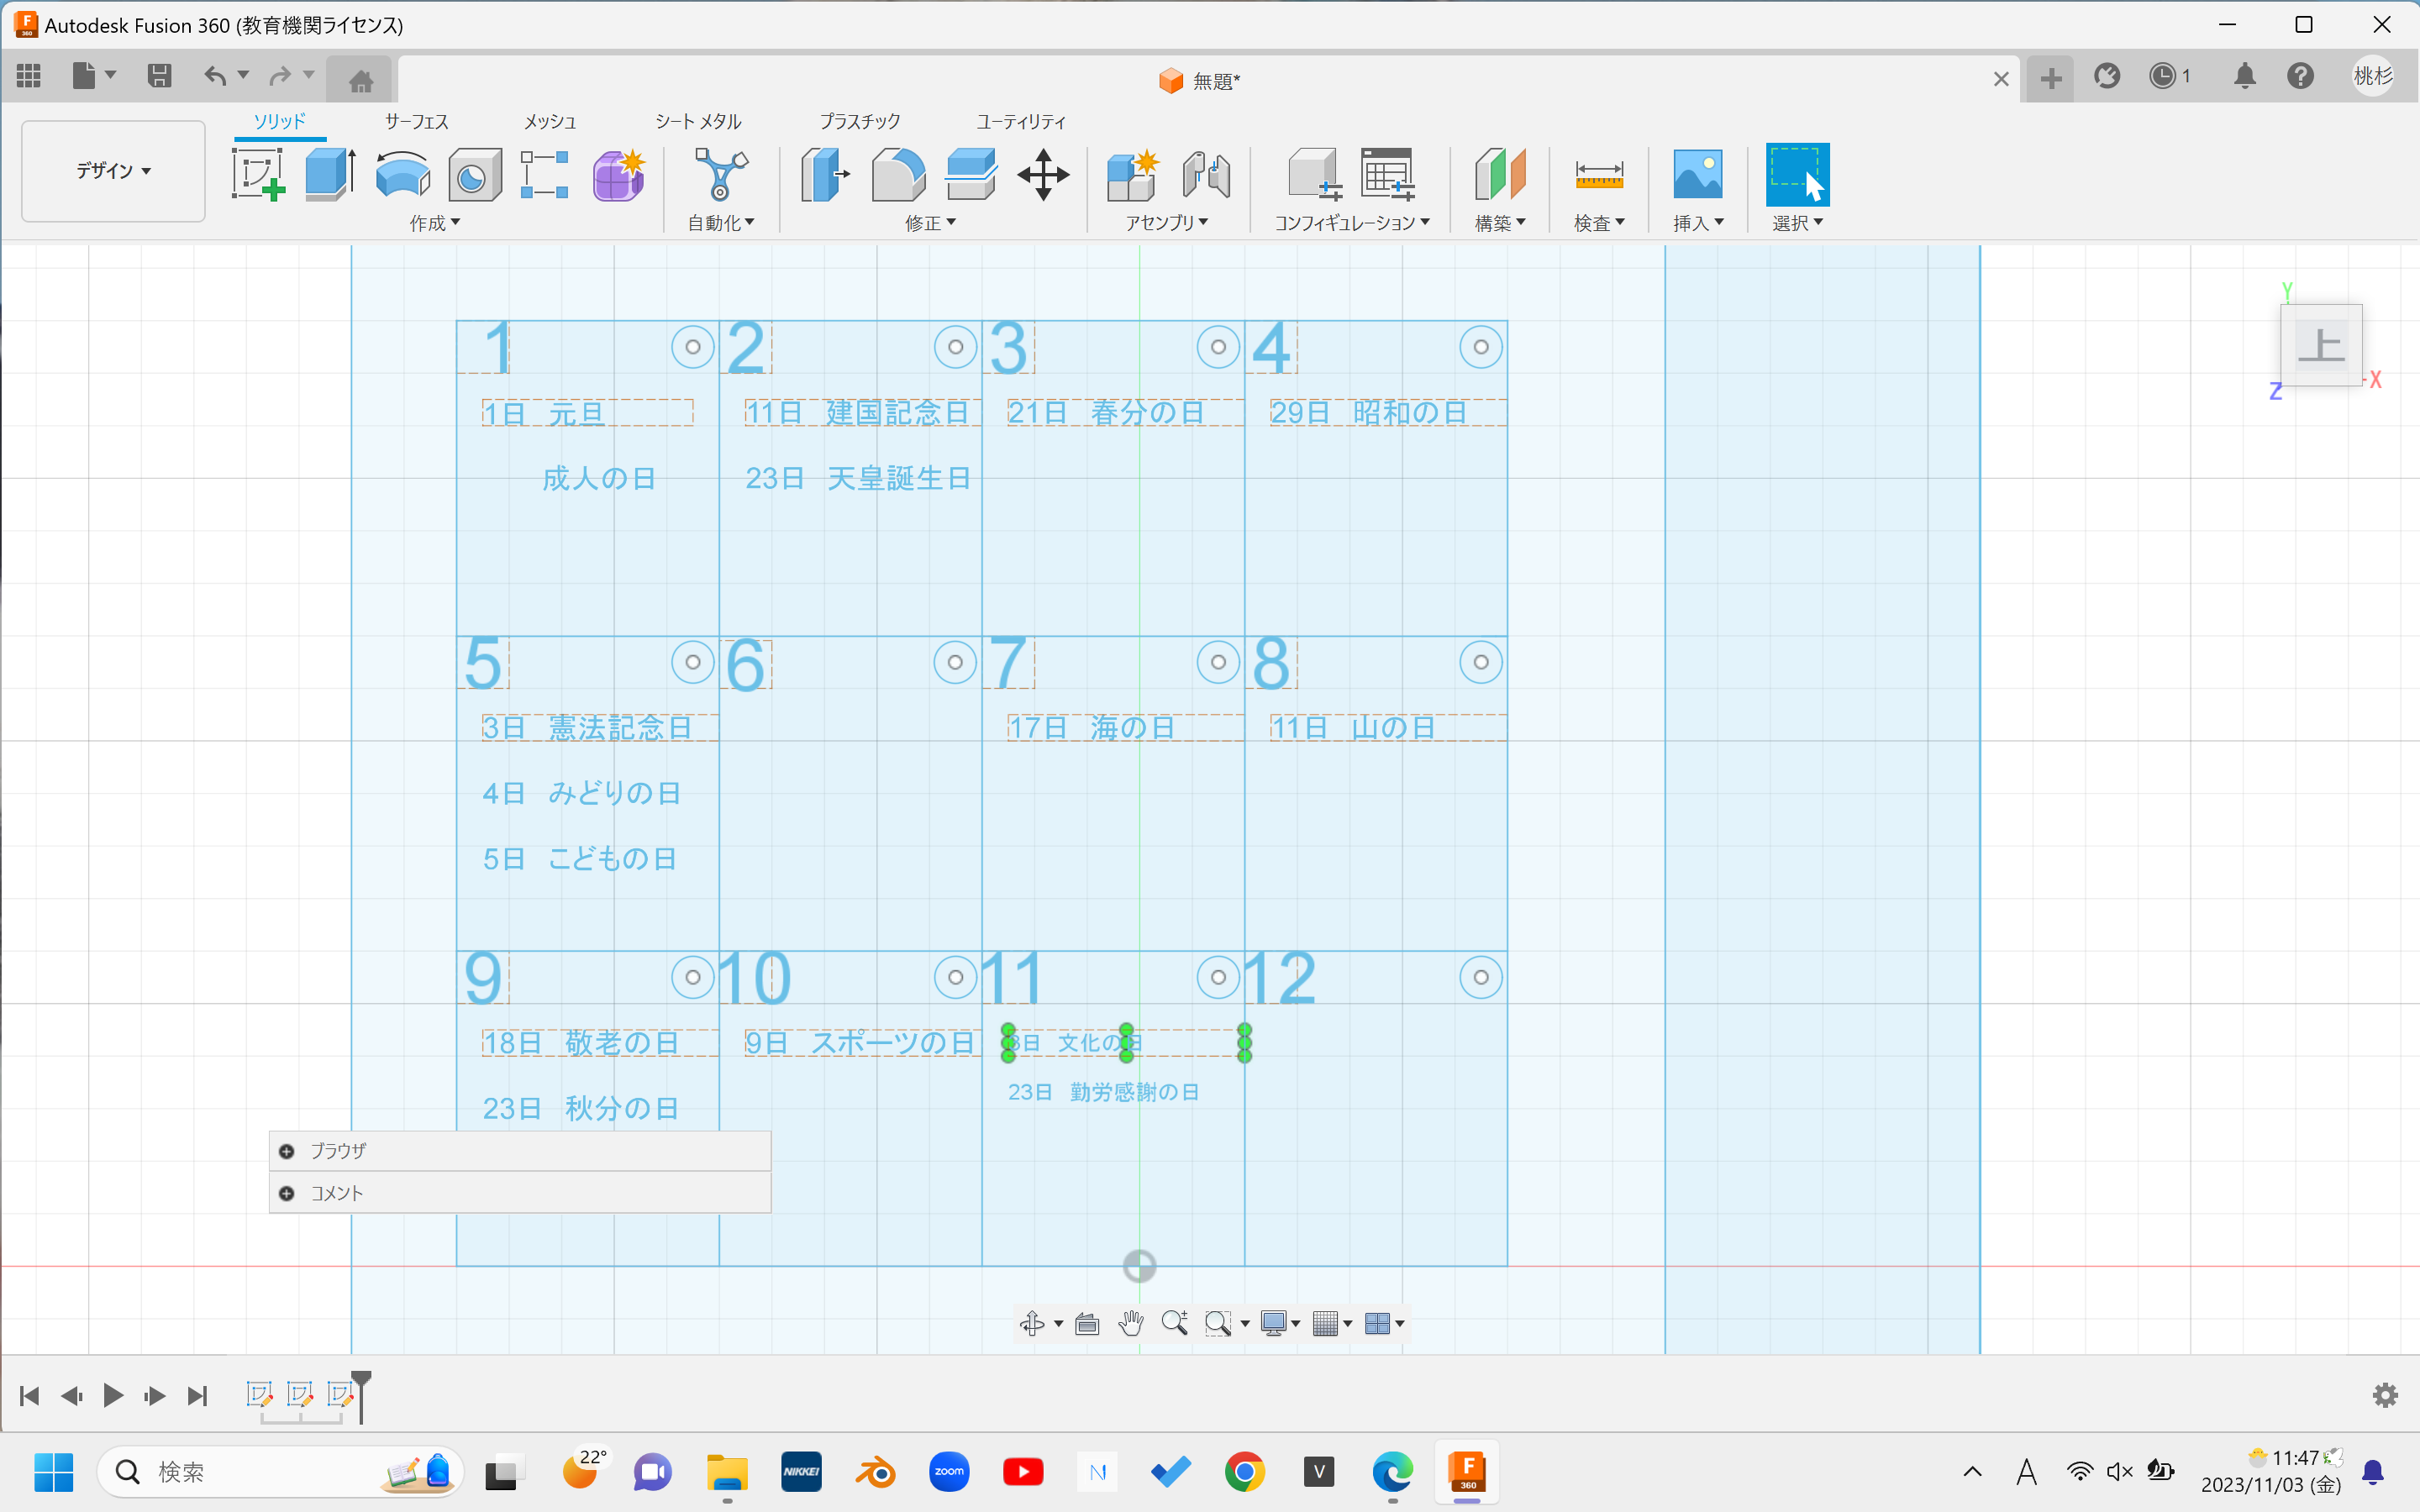 Autodesk Fusion 360 (教育機関ライセンス)
無題*
1
桃杉
ソリッド サーフェス メッシュ シート メタル プラスチック ユーティリティ
デザイン
作成 自動化 修正 アセンブリ コンフィギュレーション 構築 検査 挿入 選択
Y
上
X
Z
1 2 3 4
1日 元旦 11日 建国記念日 21日 春分の日 29日 昭和の日
成人の日 23日 天皇誕生日
5 6 7 8
3日 憲法記念日 17日 海の日 11日 山の日
4日 みどりの日
5日 こどもの日
9 10 11 12
18日 敬老の日 9日 スポーツの日 3日 文化の日
23日 秋分の日 23日 勤労感謝の日
ブラウザ
コメント
検索
22°
NIKKEI
zoom
N
V
F
360
A
11:47
2023/11/03 (金)